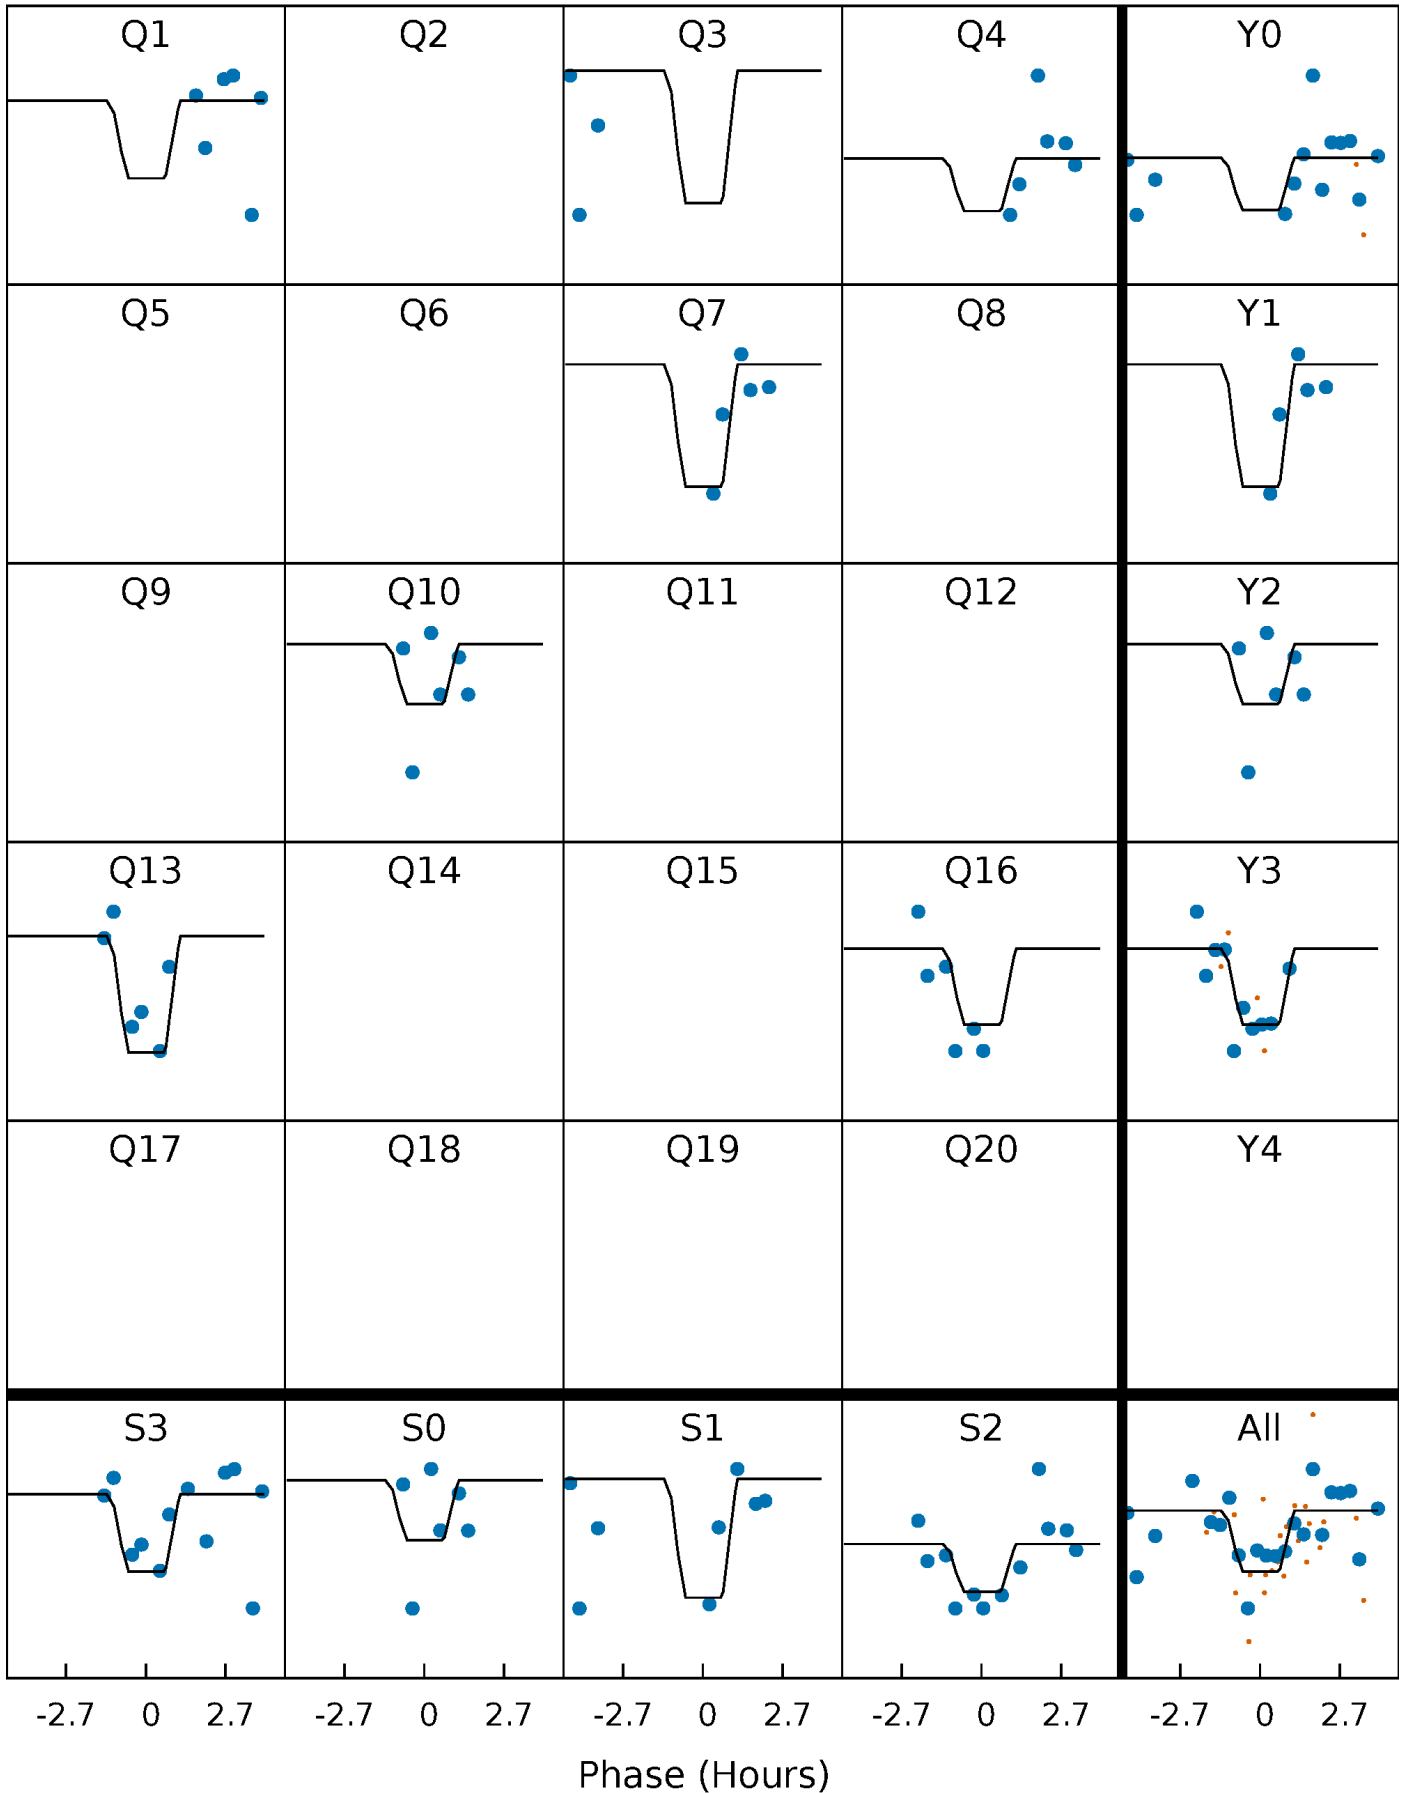 Q1 Q2 Q3 Q4 Y0
Q5 Q6 Q7 Q8 Y1
Q9 Q10 Q11 Q12 Y2
Q13 Q14 Q15 Q16 Y3
Q17 Q18 Q19 Q20 Y4
S3 S0 S1 S2 All
-2.7 0 2.7 -2.7 0 2.7 -2.7 0 2.7 -2.7 0 2.7 -2.7 0 2.7
Phase (Hours)